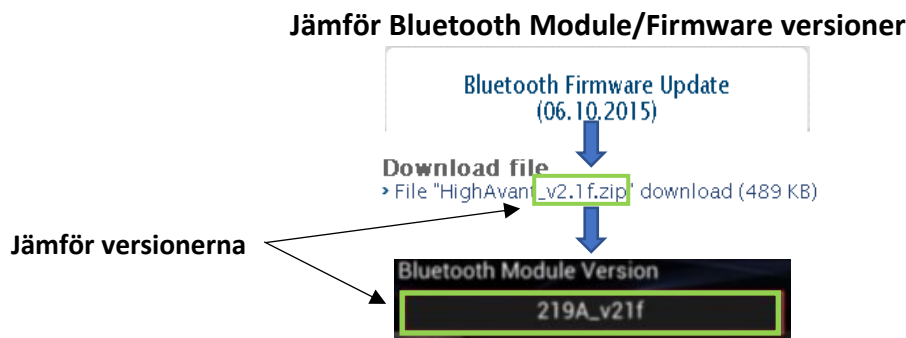 Jämför Bluetooth Module/Firmware versioner
Bluetooth Firmware Update
(06.10.2015)
Download file
› File "HighAvant_v2.1f.zip" download (489 KB)
Jämför versionerna
Bluetooth Module Version
219A_v21f